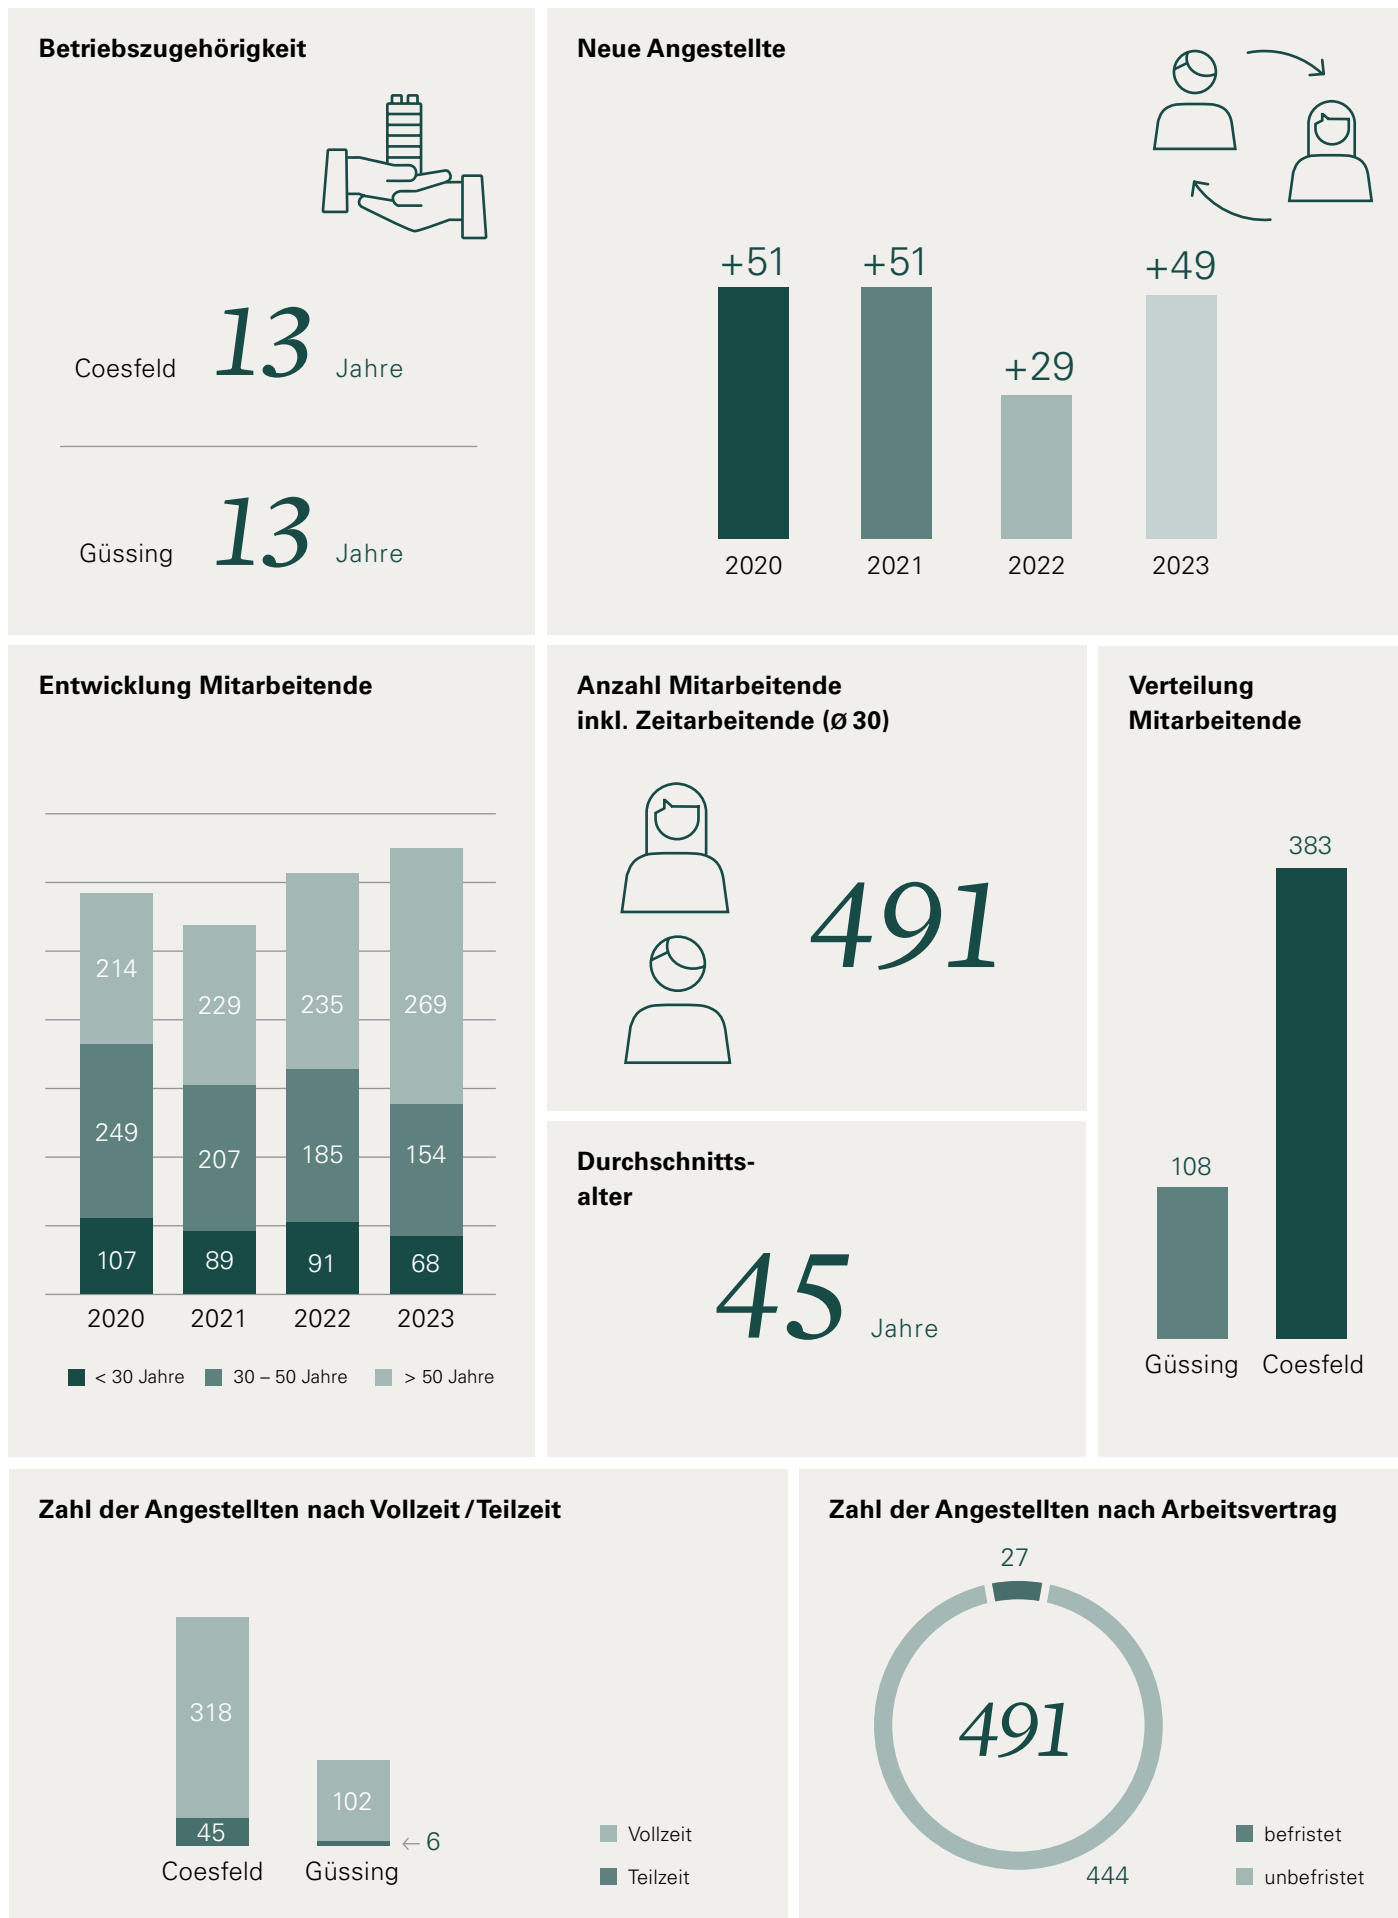 Betriebszugehörigkeit
Coesfeld 13 Jahre
Güssing 13 Jahre
Neue Angestellte
+51 +51 +29 +49
2020 2021 2022 2023
Entwicklung Mitarbeitende
214 229 235 269
249 207 185 154
107 89 91 68
2020 2021 2022 2023
< 30 Jahre 30 – 50 Jahre > 50 Jahre
Anzahl Mitarbeitende
inkl. Zeitarbeitende (Ø 30)
491
Durchschnitts-
alter
45 Jahre
Verteilung
Mitarbeitende
383
108
Güssing Coesfeld
Zahl der Angestellten nach Vollzeit / Teilzeit
318
102
45
← 6
Coesfeld Güssing
Vollzeit
Teilzeit
Zahl der Angestellten nach Arbeitsvertrag
27
491
444
befristet
unbefristet